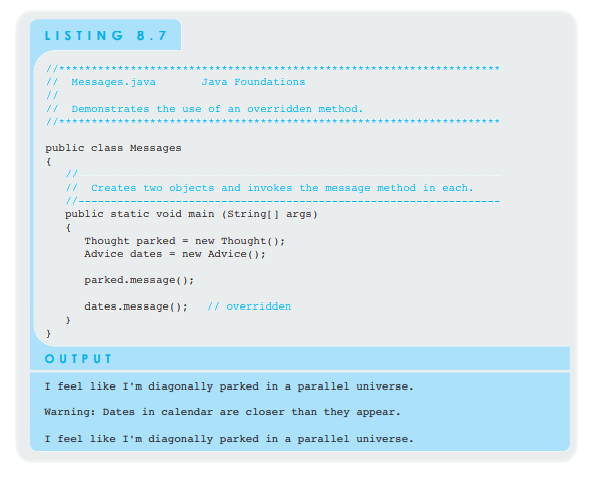 LISTING 8.7
//********************************************************************
//  Messages.java       Java Foundations
//
//  Demonstrates the use of an overridden method.
//********************************************************************
public class Messages
{
   //-----------------------------------------------------------------
   //  Creates two objects and invokes the message method in each.
   //-----------------------------------------------------------------
   public static void main (String[] args)
   {
      Thought parked = new Thought();
      Advice dates = new Advice();
      parked.message();
      dates.message();   // overridden
   }
}
OUTPUT
I feel like I'm diagonally parked in a parallel universe.
Warning: Dates in calendar are closer than they appear.
I feel like I'm diagonally parked in a parallel universe.